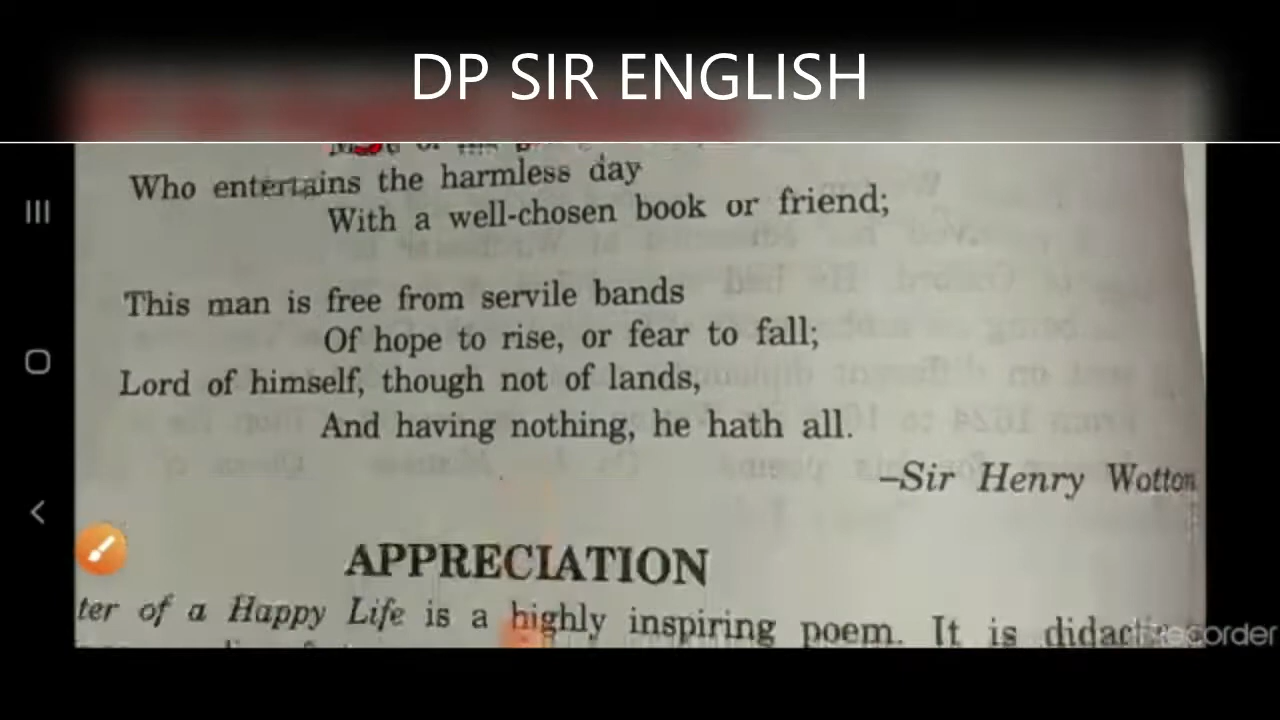 DP SIR ENGLISH
Who entertains the harmless day
With a well-chosen book or friend;
This man is free from servile bands
Of hope to rise, or fear to fall;
Lord of himself, though not of lands,
And having nothing, he hath all.
–Sir Henry Wotton
APPRECIATION
ter of a Happy Life is a highly inspiring poem. It is